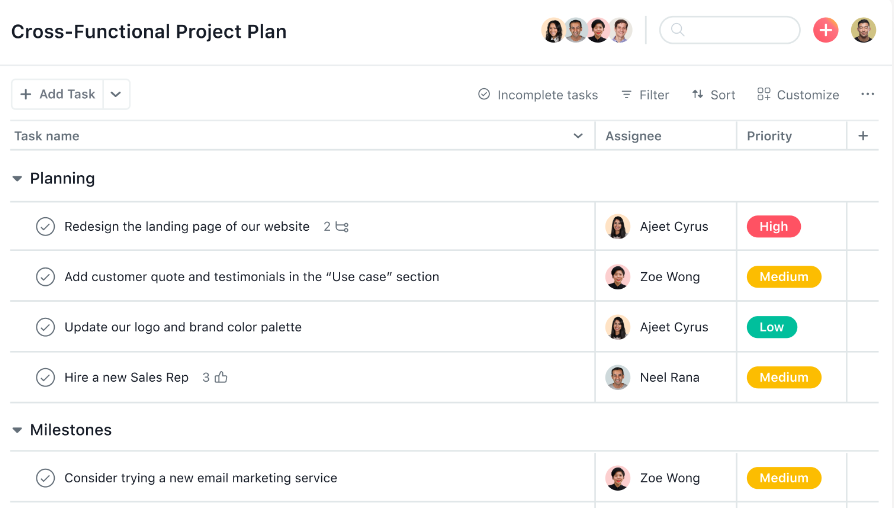 Cross-Functional Project Plan
Add Task
Incomplete tasks Filter Sort Customize
Task name Assignee Priority
Planning
Redesign the landing page of our website 2 Ajeet Cyrus High
Add customer quote and testimonials in the “Use case” section Zoe Wong Medium
Update our logo and brand color palette Ajeet Cyrus Low
Hire a new Sales Rep 3 Neel Rana Medium
Milestones
Consider trying a new email marketing service Zoe Wong Medium